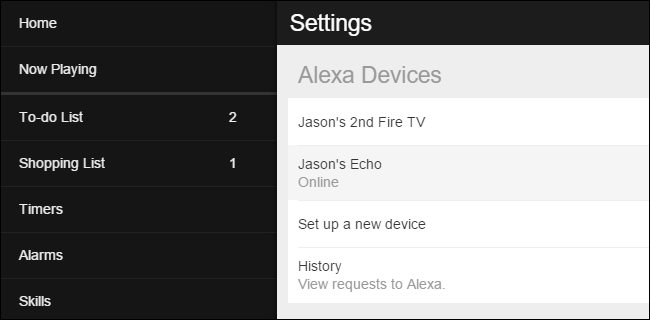 Home
Now Playing
To-do List 2
Shopping List 1
Timers
Alarms
Skills
Settings
Alexa Devices
Jason's 2nd Fire TV
Jason's Echo
Online
Set up a new device
History
View requests to Alexa.